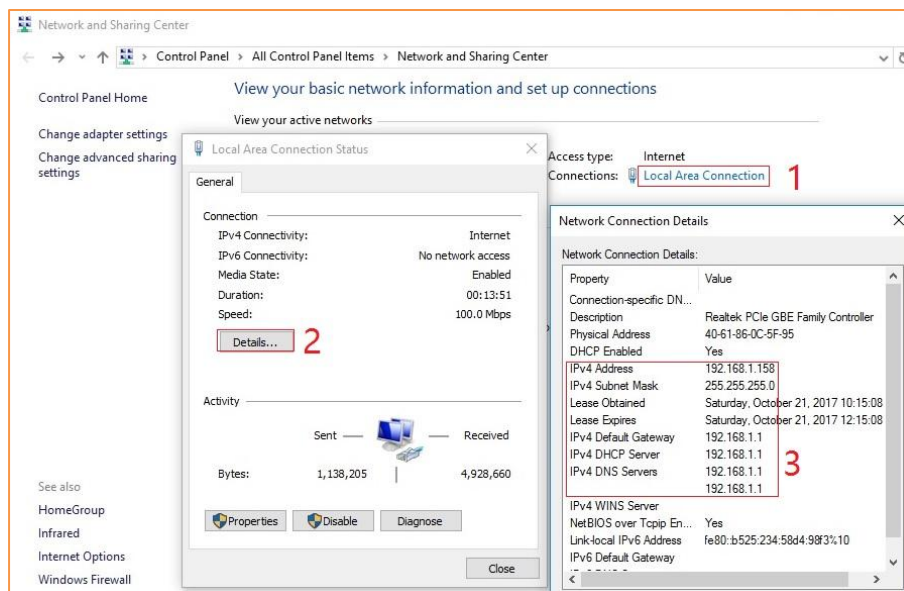 Network and Sharing Center
Control Panel > All Control Panel Items > Network and Sharing Center
Control Panel Home
Change adapter settings
Change advanced sharing
settings
View your basic network information and set up connections
View your active networks
Access type: Internet
Connections: Local Area Connection 1
Local Area Connection Status
General
Connection
IPv4 Connectivity: Internet
IPv6 Connectivity: No network access
Media State: Enabled
Duration: 00:13:51
Speed: 100.0 Mbps
Details... 2
Activity
Sent — — Received
Bytes: 1,138,205 | 4,928,660
Properties Disable Diagnose
Close
Network Connection Details
Network Connection Details:
Property Value
Connection-specific DN...
Description Realtek PCIe GBE Family Controller
Physical Address 40-61-86-0C-5F-95
DHCP Enabled Yes
IPv4 Address 192.168.1.158
IPv4 Subnet Mask 255.255.255.0
Lease Obtained Saturday, October 21, 2017 10:15:08
Lease Expires Saturday, October 21, 2017 12:15:08
IPv4 Default Gateway 192.168.1.1
IPv4 DHCP Server 192.168.1.1
IPv4 DNS Servers 192.168.1.1
192.168.1.1
3
IPv4 WINS Server
NetBIOS over Tcpip En... Yes
Link-local IPv6 Address fe80::b525:234:58d4:98f3%10
IPv6 Default Gateway
See also
HomeGroup
Infrared
Internet Options
Windows Firewall